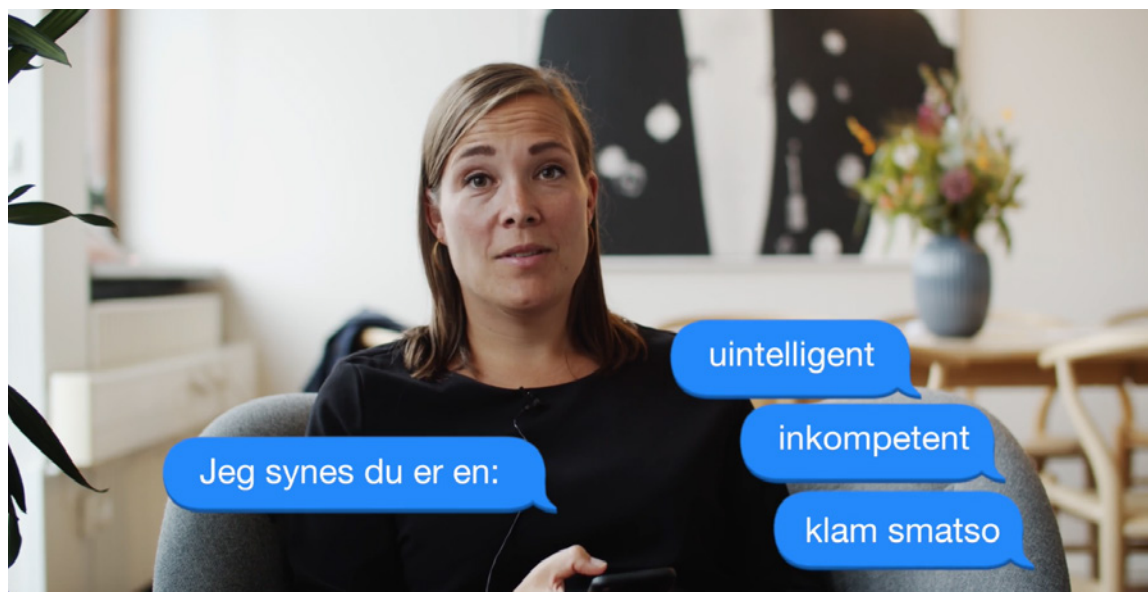 Jeg synes du er en:
uintelligent
inkompetent
klam smatso